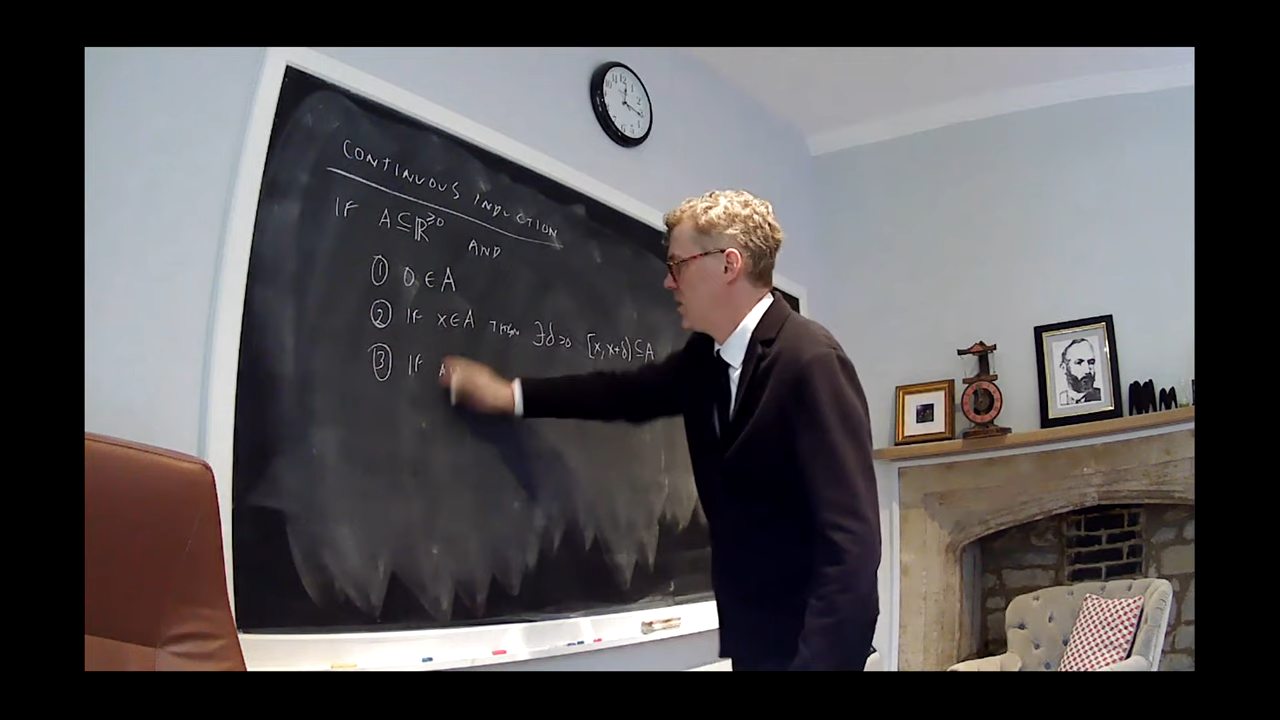 CONTINUOUS INDUCTION
IF A⊆ℝ≥0 AND
① 0 ∈ A
② IF x∈A THEN ∃δ>0 [x, x+δ)⊆A
③ IF